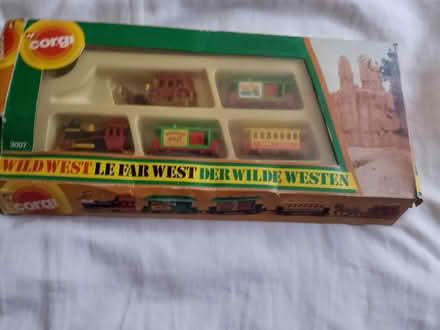 corgi
3007
WILD WEST LE FAR WEST DER WILDE WESTEN
corgi